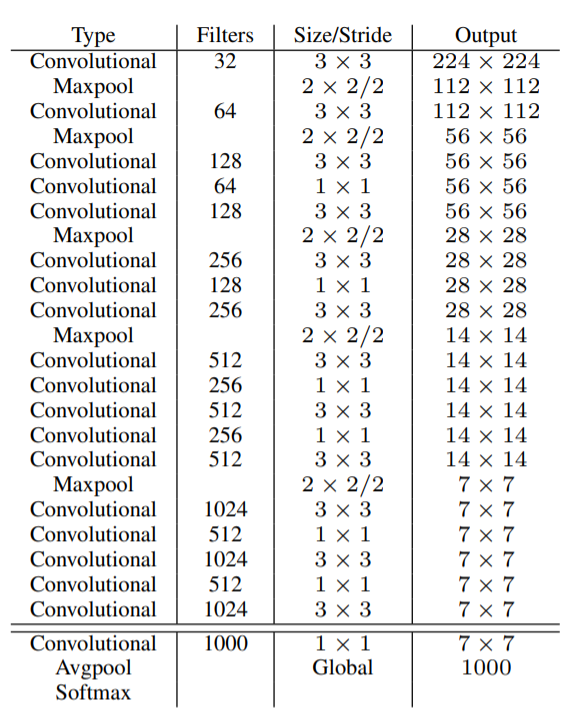 Type Filters Size/Stride Output
Convolutional 32 3 × 3 224 × 224
Maxpool 2 × 2/2 112 × 112
Convolutional 64 3 × 3 112 × 112
Maxpool 2 × 2/2 56 × 56
Convolutional 128 3 × 3 56 × 56
Convolutional 64 1 × 1 56 × 56
Convolutional 128 3 × 3 56 × 56
Maxpool 2 × 2/2 28 × 28
Convolutional 256 3 × 3 28 × 28
Convolutional 128 1 × 1 28 × 28
Convolutional 256 3 × 3 28 × 28
Maxpool 2 × 2/2 14 × 14
Convolutional 512 3 × 3 14 × 14
Convolutional 256 1 × 1 14 × 14
Convolutional 512 3 × 3 14 × 14
Convolutional 256 1 × 1 14 × 14
Convolutional 512 3 × 3 14 × 14
Maxpool 2 × 2/2 7 × 7
Convolutional 1024 3 × 3 7 × 7
Convolutional 512 1 × 1 7 × 7
Convolutional 1024 3 × 3 7 × 7
Convolutional 512 1 × 1 7 × 7
Convolutional 1024 3 × 3 7 × 7
Convolutional 1000 1 × 1 7 × 7
Avgpool Global 1000
Softmax